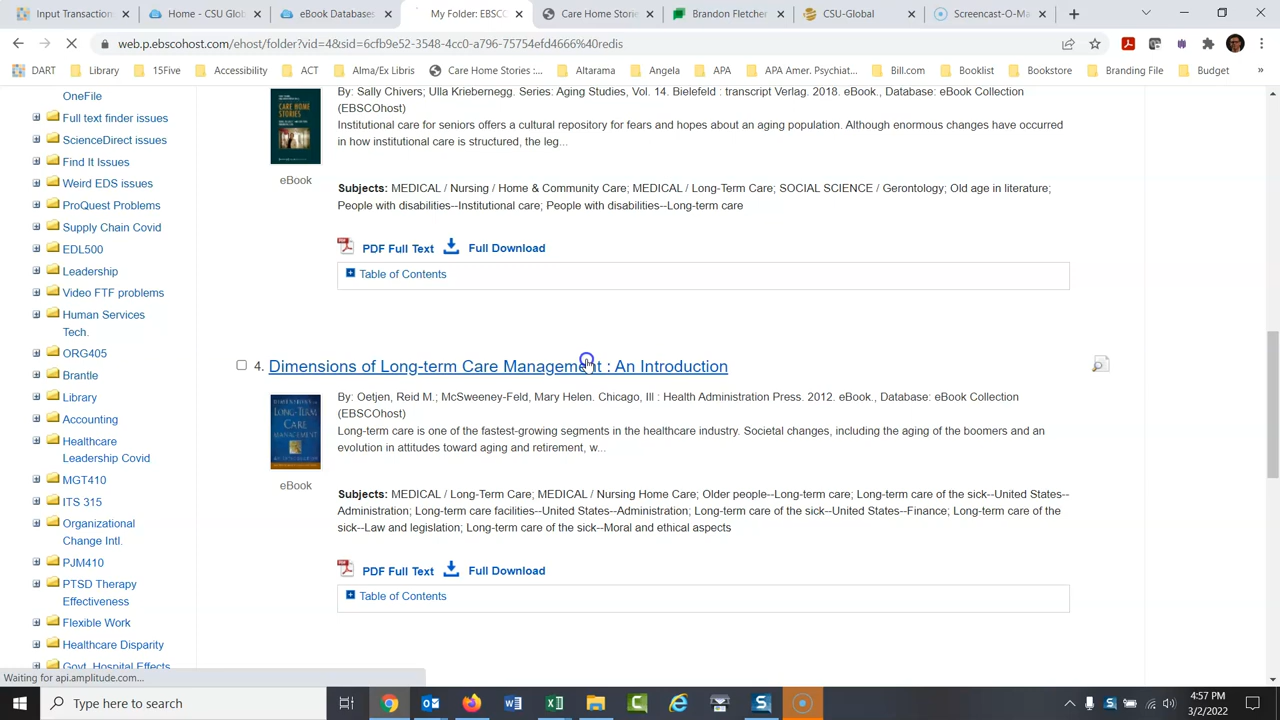 Input Transactions
Home - CSU Global
eBook Databases
My Folder: EBSCO
Care Home Stories
Brandon Fletcher
CSU-Global
Screencast-O-Ma
web.p.ebscohost.com/ehost/folder?vid=4&sid=6cfb9e52-3548-4cc0-a796-75754efd4666%40redis
DART
Library
15Five
Accessibility
ACT
Alma/Ex Libris
Care Home Stories :...
Altarama
Angela
APA
APA Amer. Psychiat...
Bill.com
Booklist
Bookstore
Branding File
Budget
»
OneFile
Full text finder issues
ScienceDirect issues
Find It Issues
Weird EDS issues
ProQuest Problems
Supply Chain Covid
EDL500
Leadership
Video FTF problems
Human Services
Tech.
ORG405
Brantle
Library
Accounting
Healthcare
Leadership Covid
MGT410
ITS 315
Organizational
Change Intl.
PJM410
PTSD Therapy
Effectiveness
Flexible Work
Healthcare Disparity
Govt. Hospital Effects
By: Sally Chivers; Ulla Kriebernegg. Series: Aging Studies, Vol. 14. Bielefeld : transcript Verlag. 2018. eBook., Database: eBook Collection
(EBSCOhost)
Institutional care for seniors offers a cultural repository for fears and hopes about an aging population. Although enormous changes have occurred
in how institutional care is structured, the leg...
CARE HOME
STORIES
eBook
Subjects: MEDICAL / Nursing / Home & Community Care; MEDICAL / Long-Term Care; SOCIAL SCIENCE / Gerontology; Old age in literature;
People with disabilities--Institutional care; People with disabilities--Long-term care
PDF Full Text
Full Download
Table of Contents
4. Dimensions of Long-term Care Management : An Introduction
By: Oetjen, Reid M.; McSweeney-Feld, Mary Helen. Chicago, Ill : Health Administration Press. 2012. eBook., Database: eBook Collection
(EBSCOhost)
Long-term care is one of the fastest-growing segments in the healthcare industry. Societal changes, including the aging of the boomers and an
evolution in attitudes toward aging and retirement, w...
LONG-TERM
CARE
MANAGEMENT
eBook
Subjects: MEDICAL / Long-Term Care; MEDICAL / Nursing Home Care; Older people--Long-term care; Long-term care of the sick--United States--
Administration; Long-term care facilities--United States--Administration; Long-term care of the sick--United States--Finance; Long-term care of the
sick--Law and legislation; Long-term care of the sick--Moral and ethical aspects
PDF Full Text
Full Download
Table of Contents
Waiting for api.amplitude.com...
Type here to search
4:57 PM
3/2/2022